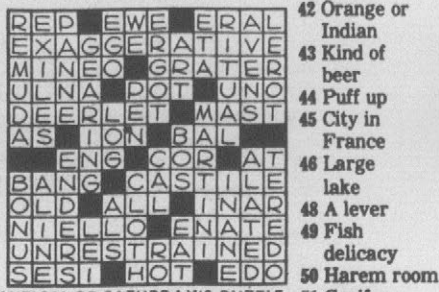 RED EWE ERAL
EXAGGERATIVE
MINEO GRATER
ULNA POT UNO
DEERLET MAST
AS ION BAL
ENG COR AT
BANG CASTILE
OLD ALL INAR
NIELLO ENATE
UNRESTRAINED
SESI HOT EDO
42 Orange or
Indian
43 Kind of
beer
44 Puff up
45 City in
France
46 Large
lake
48 A lever
49 Fish
delicacy
50 Harem room